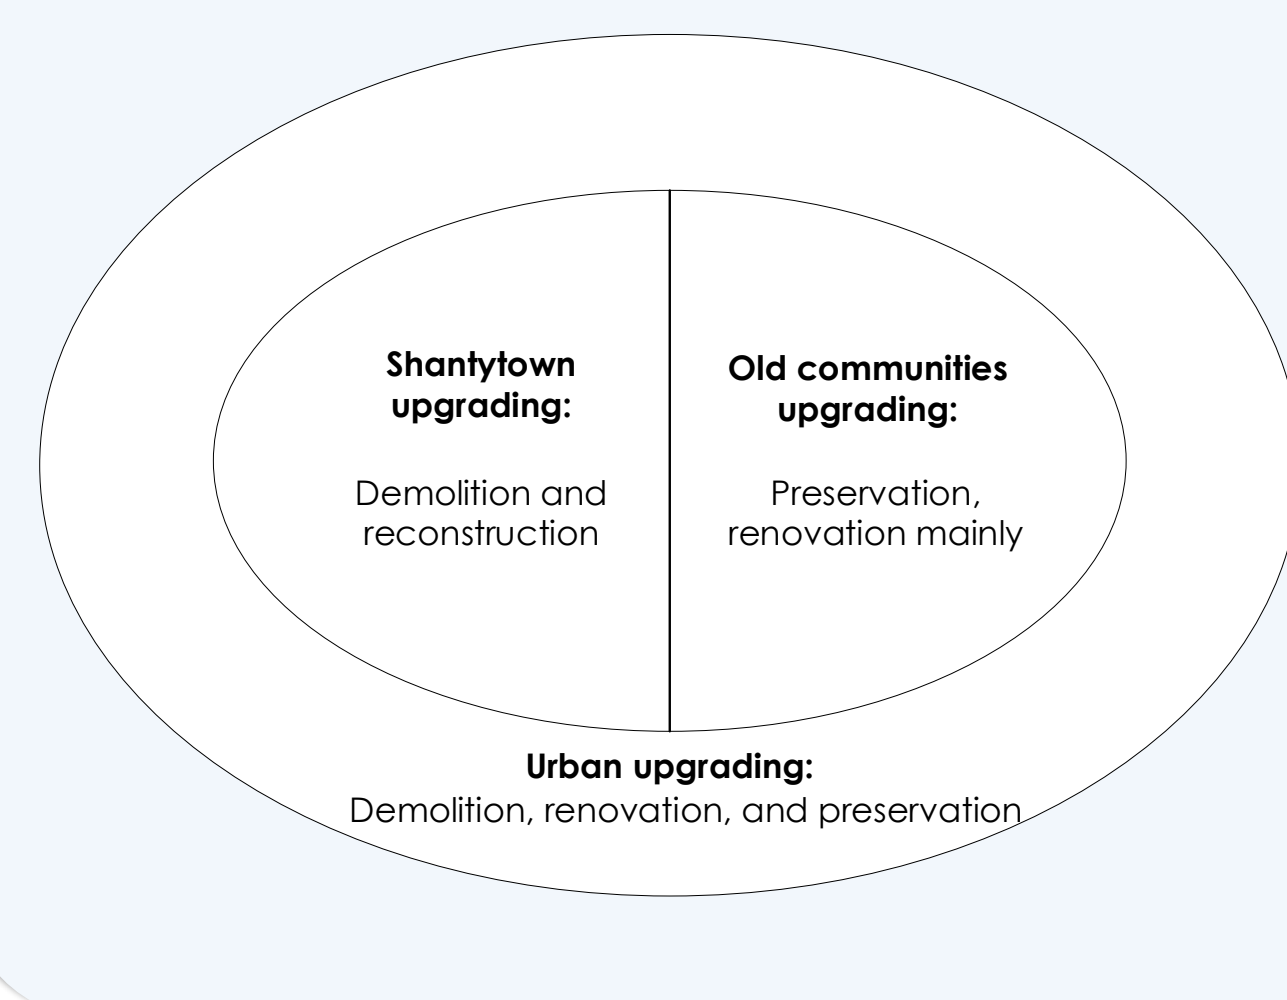 Shantytown
upgrading:
Demolition and
reconstruction
Old communities
upgrading:
Preservation,
renovation mainly
Urban upgrading:
Demolition, renovation, and preservation